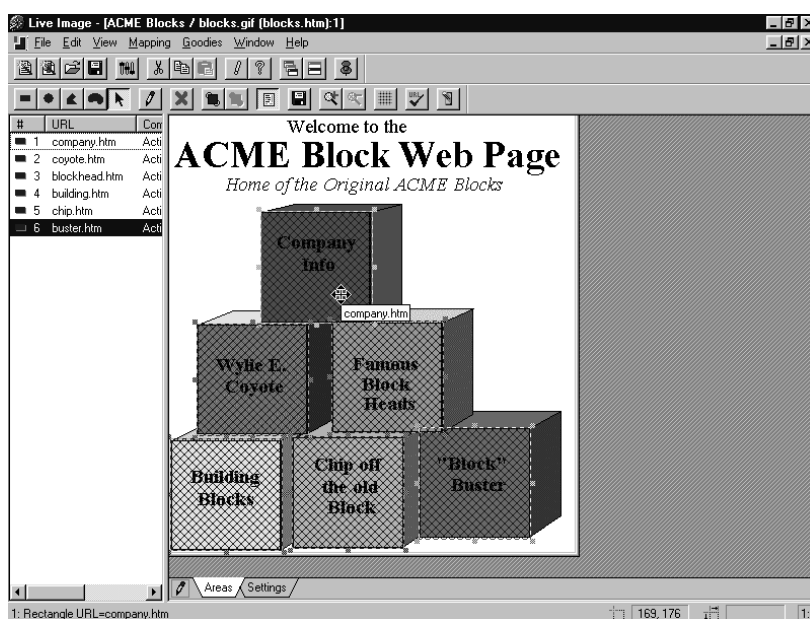 Live Image - [ACME Blocks / blocks.gif (blocks.htm):1]
File Edit View Mapping Goodies Window Help
# URL Com
1 company.htm Acti
2 coyote.htm Acti
3 blockhead.htm Acti
4 building.htm Acti
5 chip.htm Acti
6 buster.htm Acti
Welcome to the
ACME Block Web Page
Home of the Original ACME Blocks
Company
Info
company.htm
Wylie E.
Coyote
Famous
Block
Heads
Building
Blocks
Chip off
the old
Block
"Block"
Buster
Areas Settings
1: Rectangle URL=company.htm 169, 176 1: